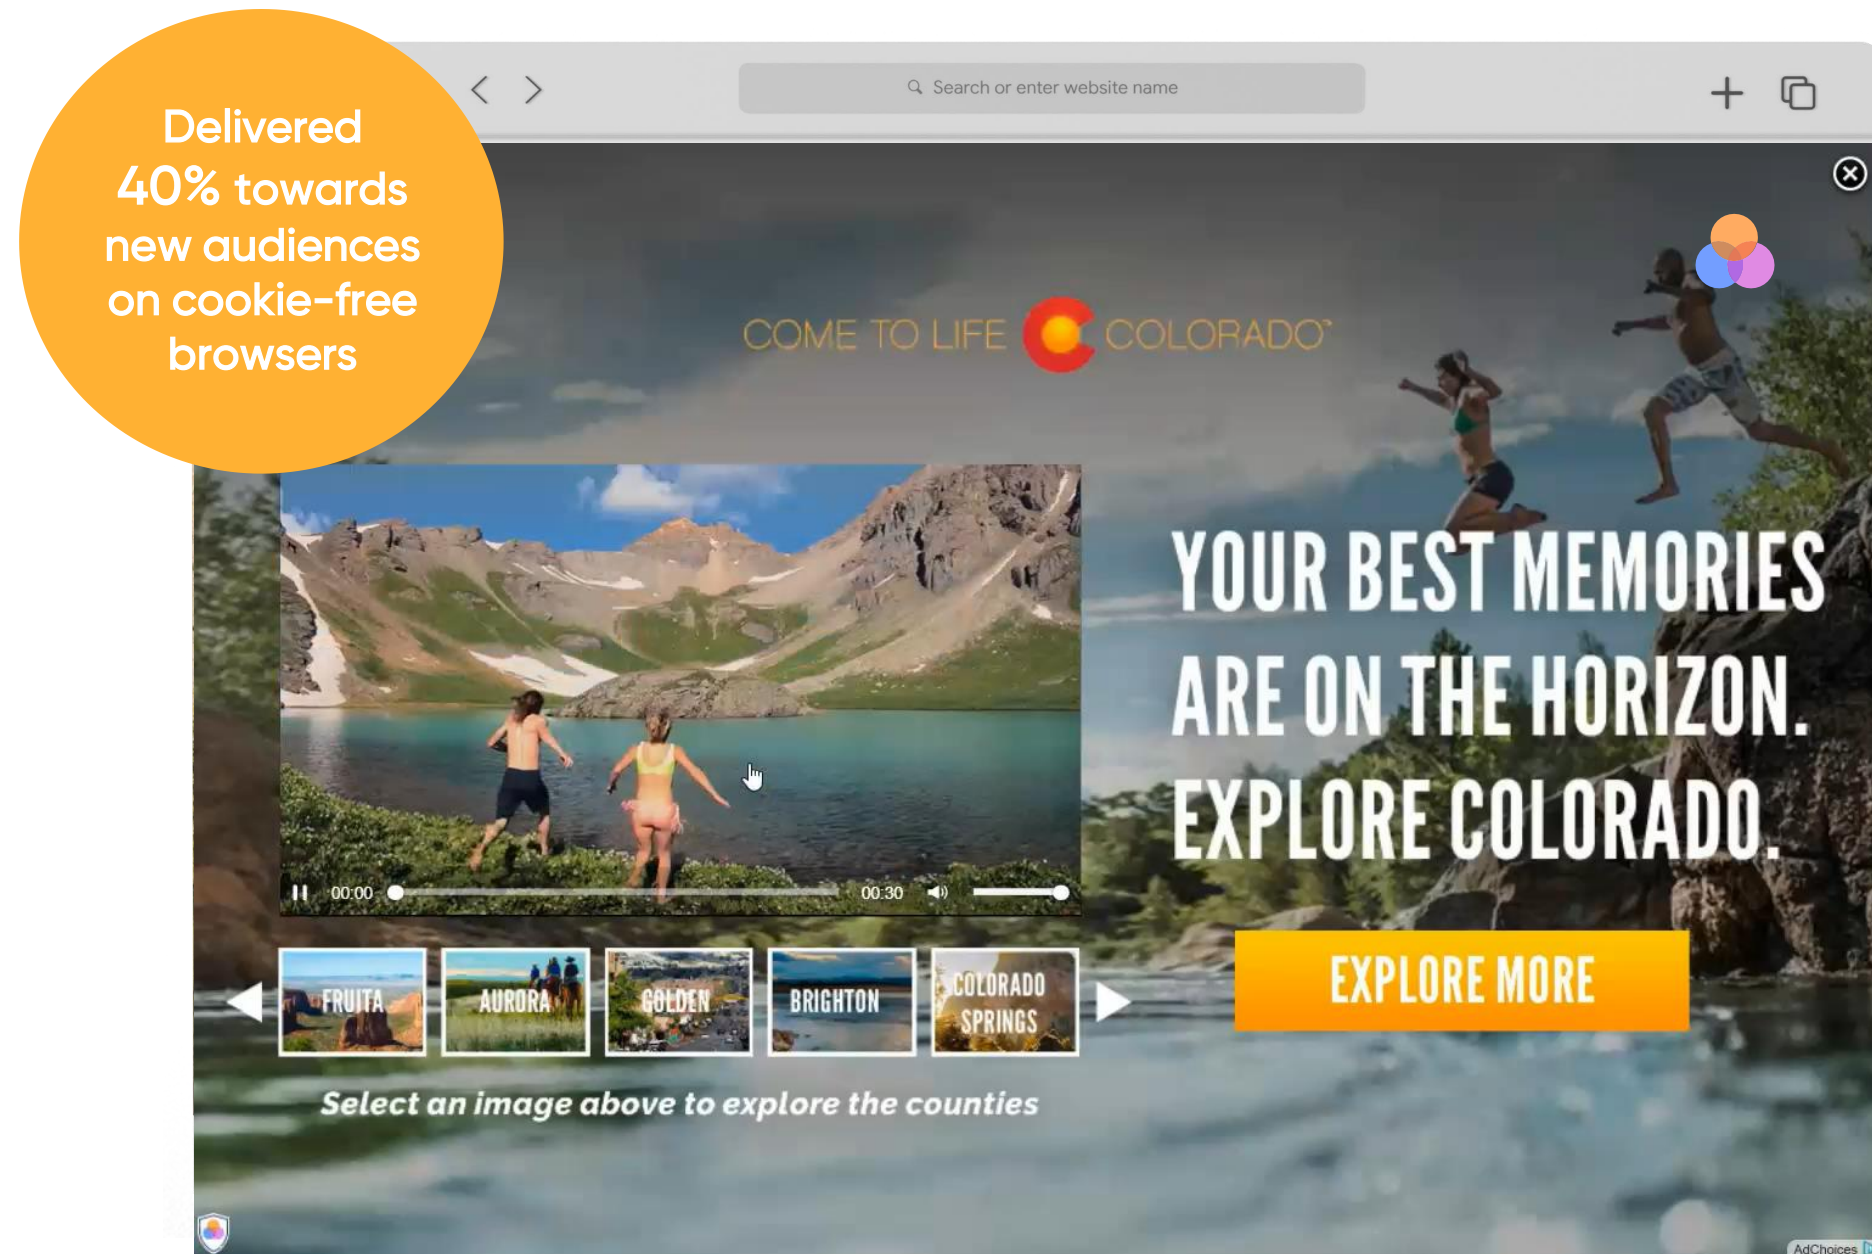 Delivered
40% towards
new audiences
on cookie-free
browsers
Search or enter website name
COME TO LIFE COLORADO™
YOUR BEST MEMORIES
ARE ON THE HORIZON.
EXPLORE COLORADO.
00:00 00:30
FRUITA AURORA GOLDEN BRIGHTON COLORADO
SPRINGS
EXPLORE MORE
Select an image above to explore the counties
AdChoices